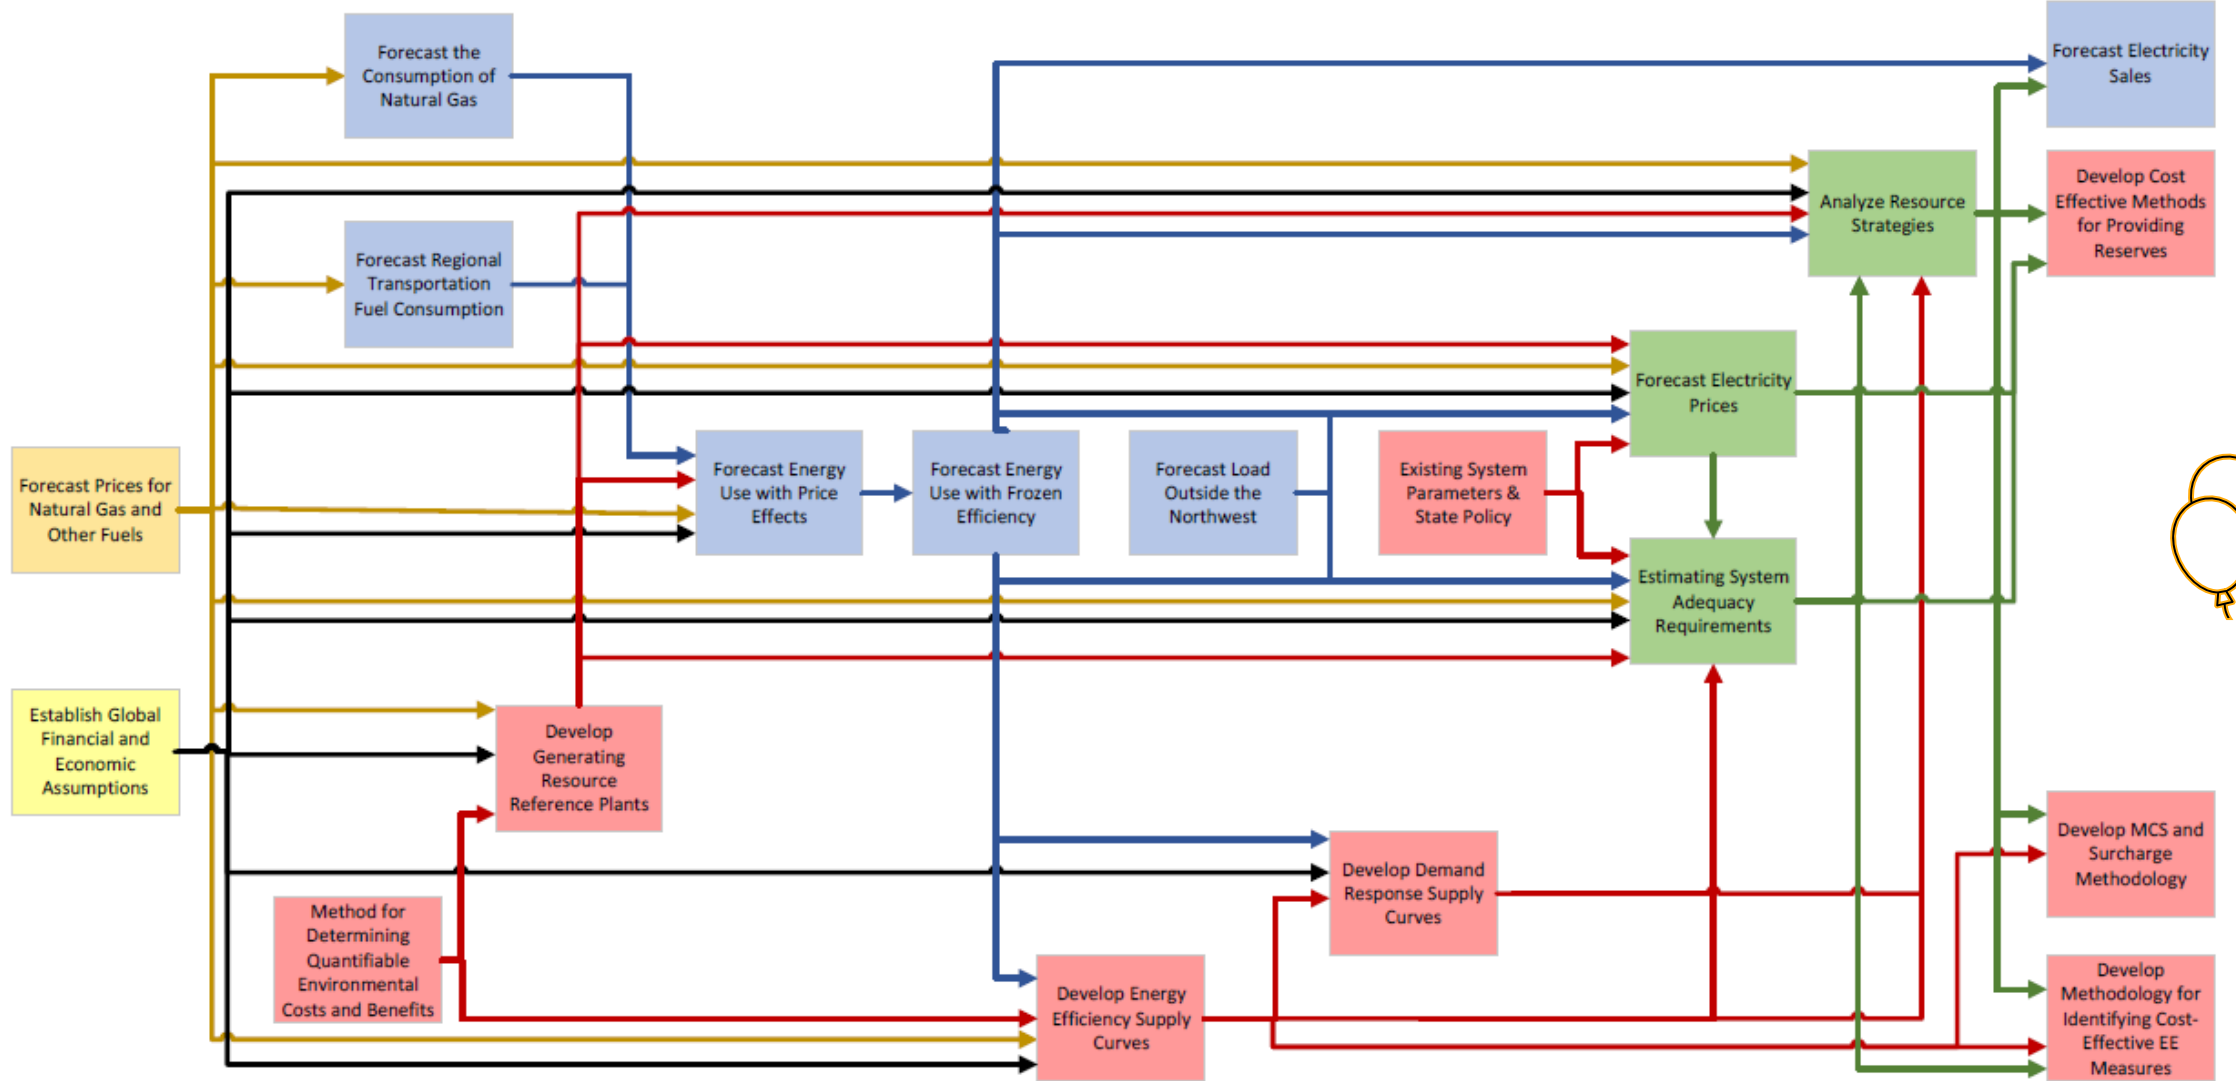 Forecast the
Consumption of
Natural Gas
Forecast Electricity
Sales
Analyze Resource
Strategies
Develop Cost
Effective Methods
for Providing
Reserves
Forecast Regional
Transportation
Fuel Consumption
Forecast Electricity
Prices
Forecast Prices for
Natural Gas and
Other Fuels
Forecast Energy
Use with Price
Effects
Forecast Energy
Use with Frozen
Efficiency
Forecast Load
Outside the
Northwest
Existing System
Parameters &
State Policy
Estimating System
Adequacy
Requirements
Establish Global
Financial and
Economic
Assumptions
Develop
Generating
Resource
Reference Plants
Develop MCS and
Surcharge
Methodology
Develop Demand
Response Supply
Curves
Method for
Determining
Quantifiable
Environmental
Costs and Benefits
Develop Energy
Efficiency Supply
Curves
Develop
Methodology for
Identifying Cost-
Effective EE
Measures